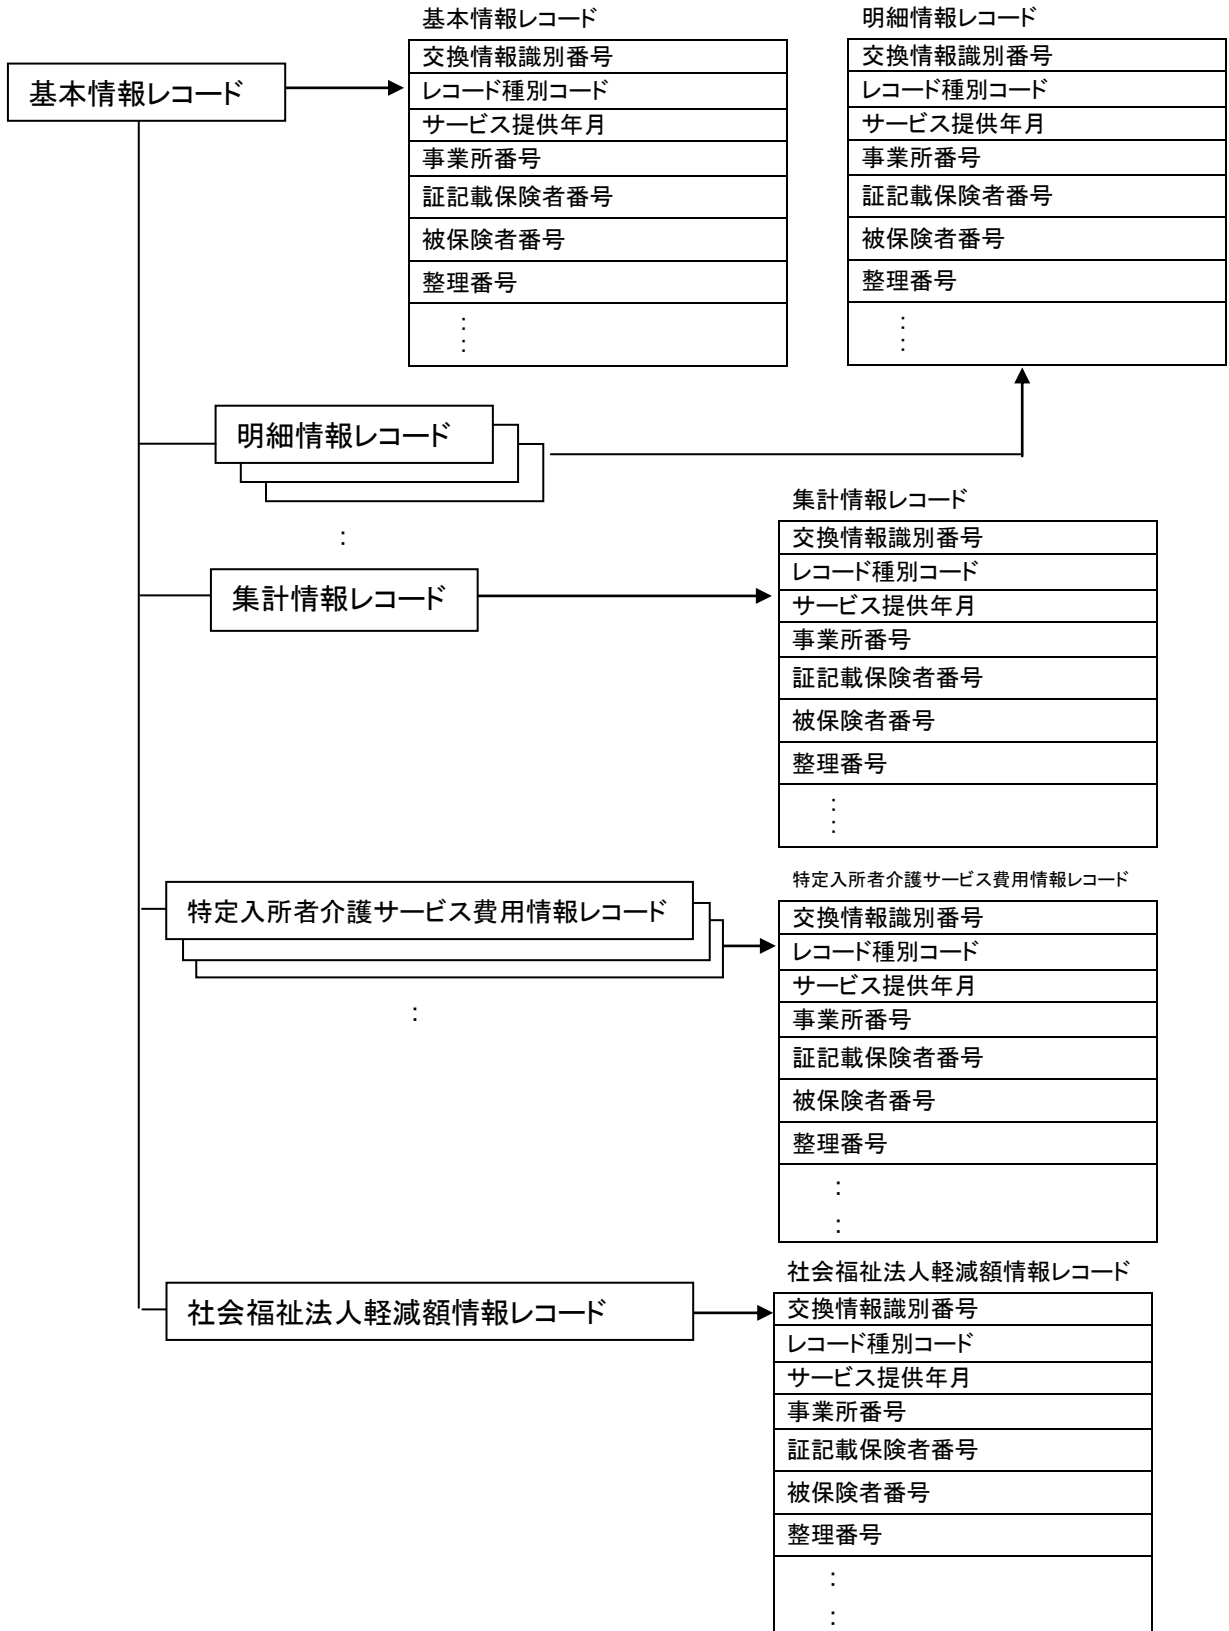 基本情報レコード
基本情報レコード
交換情報識別番号
レコード種別コード
サービス提供年月
事業所番号
証記載保険者番号
被保険者番号
整理番号
:
:
明細情報レコード
交換情報識別番号
レコード種別コード
サービス提供年月
事業所番号
証記載保険者番号
被保険者番号
整理番号
:
:
明細情報レコード
:
集計情報レコード
集計情報レコード
交換情報識別番号
レコード種別コード
サービス提供年月
事業所番号
証記載保険者番号
被保険者番号
整理番号
:
:
特定入所者介護サービス費用情報レコード
:
特定入所者介護サービス費用情報レコード
交換情報識別番号
レコード種別コード
サービス提供年月
事業所番号
証記載保険者番号
被保険者番号
整理番号
:
:
社会福祉法人軽減額情報レコード
社会福祉法人軽減額情報レコード
交換情報識別番号
レコード種別コード
サービス提供年月
事業所番号
証記載保険者番号
被保険者番号
整理番号
:
: